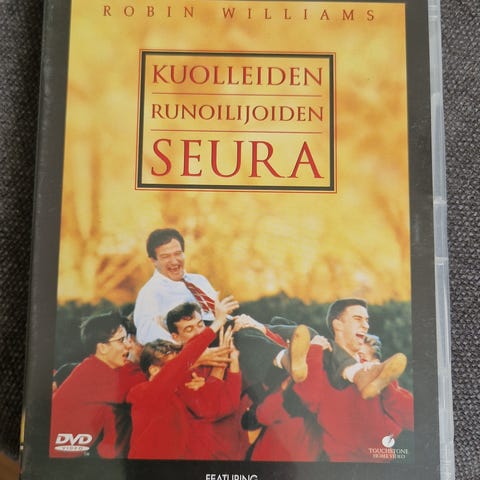 ROBIN WILLIAMS
KUOLLEIDEN
RUNOILIJOIDEN
SEURA
DVD
VIDEO
TOUCHSTONE
HOME VIDEO
FEATURING